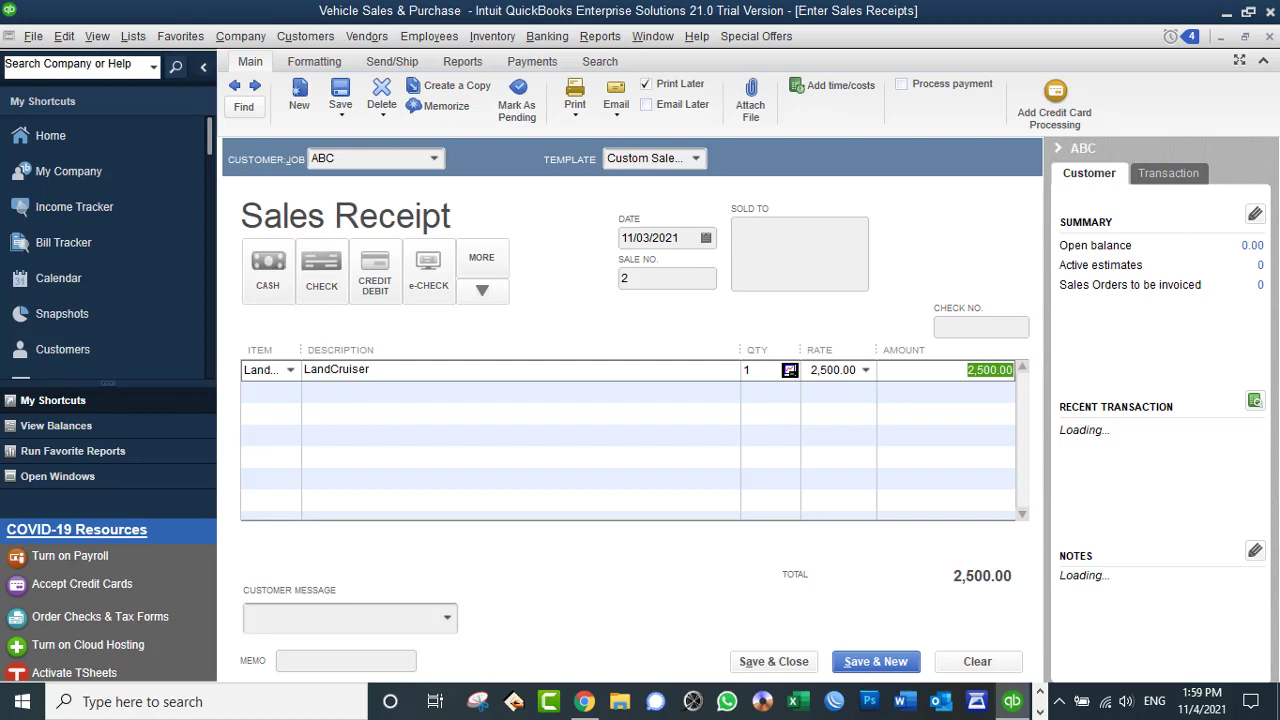 Vehicle Sales & Purchase - Intuit QuickBooks Enterprise Solutions 21.0 Trial Version - [Enter Sales Receipts]
File Edit View Lists Favorites Company Customers Vendors Employees Inventory Banking Reports Window Help Special Offers 4
Search Company or Help
Main Formatting Send/Ship Reports Payments Search
Find
New
Save
Delete
Create a Copy
Memorize
Mark As
Pending
Print
Email
Print Later
Email Later
Attach
File
Add time/costs
Process payment
Add Credit Card
Processing
My Shortcuts
Home
My Company
Income Tracker
Bill Tracker
Calendar
Snapshots
Customers
My Shortcuts
View Balances
Run Favorite Reports
Open Windows
COVID-19 Resources
Turn on Payroll
Accept Credit Cards
Order Checks & Tax Forms
Turn on Cloud Hosting
Activate TSheets
CUSTOMER:JOB ABC
TEMPLATE Custom Sale...
Sales Receipt
CASH
CHECK
CREDIT
DEBIT
e-CHECK
MORE
DATE
11/03/2021
SALE NO.
2
SOLD TO
CHECK NO.
ITEM DESCRIPTION QTY RATE AMOUNT
Land... LandCruiser 1 2,500.00 2,500.00
TOTAL 2,500.00
CUSTOMER MESSAGE
MEMO
Save & Close
Save & New
Clear
ABC
Customer Transaction
SUMMARY
Open balance 0.00
Active estimates 0
Sales Orders to be invoiced 0
RECENT TRANSACTION
Loading...
NOTES
Loading...
Type here to search
ENG
1:59 PM
11/4/2021